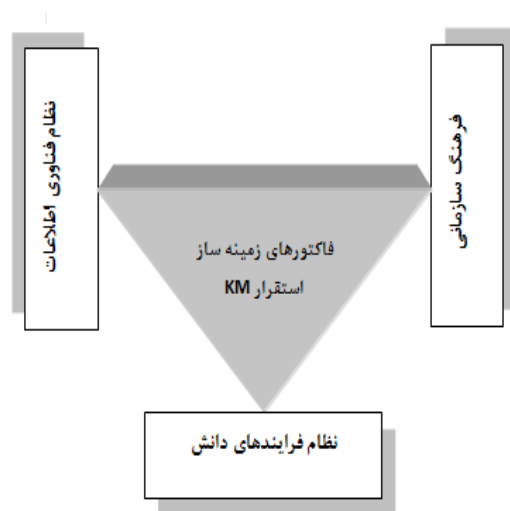 فرهنگ سازمانی
نظام فناوری اطلاعات
فاکتورهای زمینه ساز
استقرار KM
نظام فرایندهای دانش